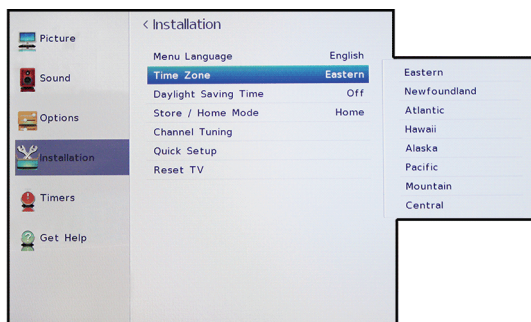 Picture
Sound
Options
Installation
Timers
Get Help
< Installation
Menu Language English
Time Zone Eastern
Daylight Saving Time Off
Store / Home Mode Home
Channel Tuning
Quick Setup
Reset TV
Eastern
Newfoundland
Atlantic
Hawaii
Alaska
Pacific
Mountain
Central